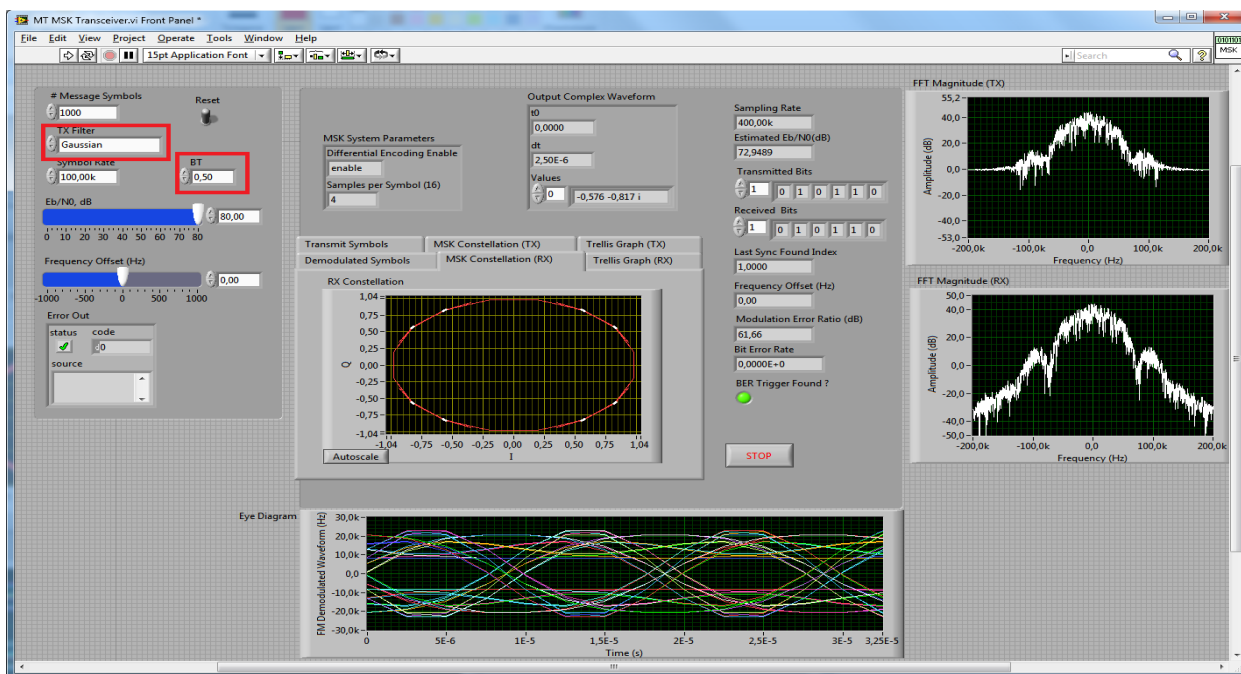 MT MSK Transceiver.vi Front Panel *
File Edit View Project Operate Tools Window Help
15pt Application Font
Search
0101101
MSK
# Message Symbols
1000
Reset
TX Filter
Gaussian
Symbol Rate
100,00k
BT
0,50
Eb/N0, dB
80,00
0 10 20 30 40 50 60 70 80
Frequency Offset (Hz)
0,00
-1000 -500 0 500 1000
Error Out
status code
0
source
MSK System Parameters
Differential Encoding Enable
enable
Samples per Symbol (16)
4
Output Complex Waveform
t0
0,0000
dt
2,50E-6
Values
0
-0,576 -0,817 i
Transmit Symbols MSK Constellation (TX) Trellis Graph (TX)
Demodulated Symbols MSK Constellation (RX) Trellis Graph (RX)
RX Constellation
1,04
0,75
0,50
0,25
0,00
-0,25
-0,50
-0,75
-1,04
Q
-1,04 -0,75 -0,50 -0,25 0,00 0,25 0,50 0,75 1,04
I
Autoscale
Sampling Rate
400,00k
Estimated Eb/N0(dB)
72,9489
Transmitted Bits
1 0 1 0 1 1 0
Received Bits
1 0 1 0 1 1 0
Last Sync Found Index
1,0000
Frequency Offset (Hz)
0,00
Modulation Error Ratio (dB)
61,66
Bit Error Rate
0,0000E+0
BER Trigger Found ?
STOP
FFT Magnitude (TX)
55,2
40,0
20,0
0,0
-20,0
-40,0
-53,0
Amplitude (dB)
-200,0k -100,0k 0,0 100,0k 200,0k
Frequency (Hz)
FFT Magnitude (RX)
50,0
40,0
20,0
0,0
-20,0
-40,0
-50,0
Amplitude (dB)
-200,0k -100,0k 0,0 100,0k 200,0k
Frequency (Hz)
Eye Diagram
FM Demodulated Waveform (Hz)
30,0k
20,0k
10,0k
0,0
-10,0k
-20,0k
-30,0k
0 5E-6 1E-5 1,5E-5 2E-5 2,5E-5 3E-5 3,25E-5
Time (s)